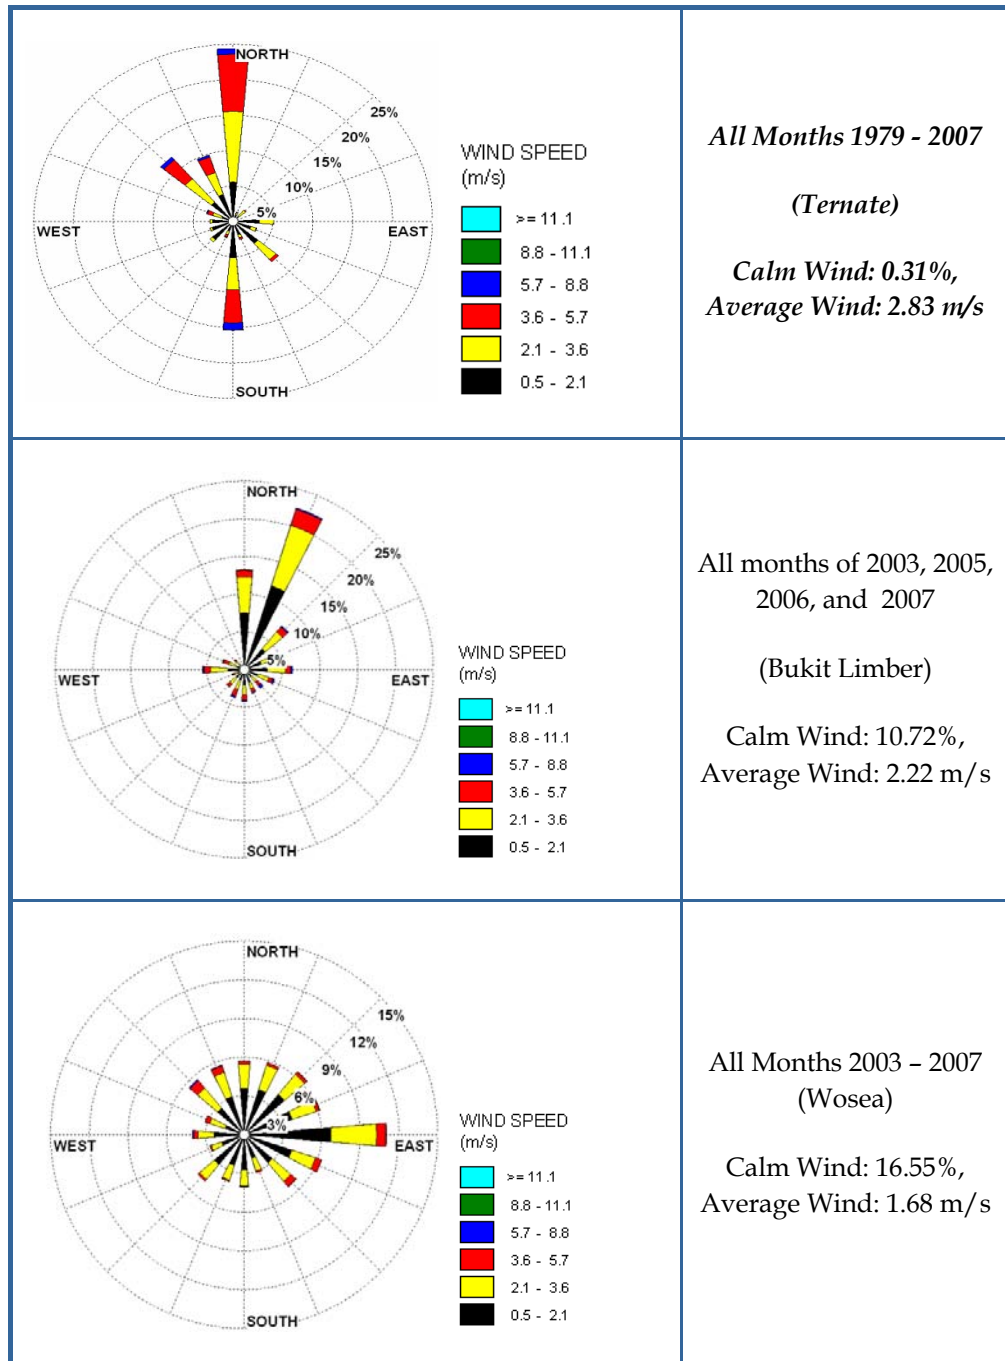 NORTH
25%
20%
15%
10%
5%
WEST
EAST
SOUTH
WIND SPEED
(m/s)
>= 11.1
8.8 - 11.1
5.7 - 8.8
3.6 - 5.7
2.1 - 3.6
0.5 - 2.1
All Months 1979 - 2007
(Ternate)
Calm Wind: 0.31%,
Average Wind: 2.83 m/s
NORTH
25%
20%
15%
10%
5%
WEST
EAST
SOUTH
WIND SPEED
(m/s)
>= 11.1
8.8 - 11.1
5.7 - 8.8
3.6 - 5.7
2.1 - 3.6
0.5 - 2.1
All months of 2003, 2005,
2006, and 2007
(Bukit Limber)
Calm Wind: 10.72%,
Average Wind: 2.22 m/s
NORTH
15%
12%
9%
6%
3%
WEST
EAST
SOUTH
WIND SPEED
(m/s)
>= 11.1
8.8 - 11.1
5.7 - 8.8
3.6 - 5.7
2.1 - 3.6
0.5 - 2.1
All Months 2003 – 2007
(Wosea)
Calm Wind: 16.55%,
Average Wind: 1.68 m/s